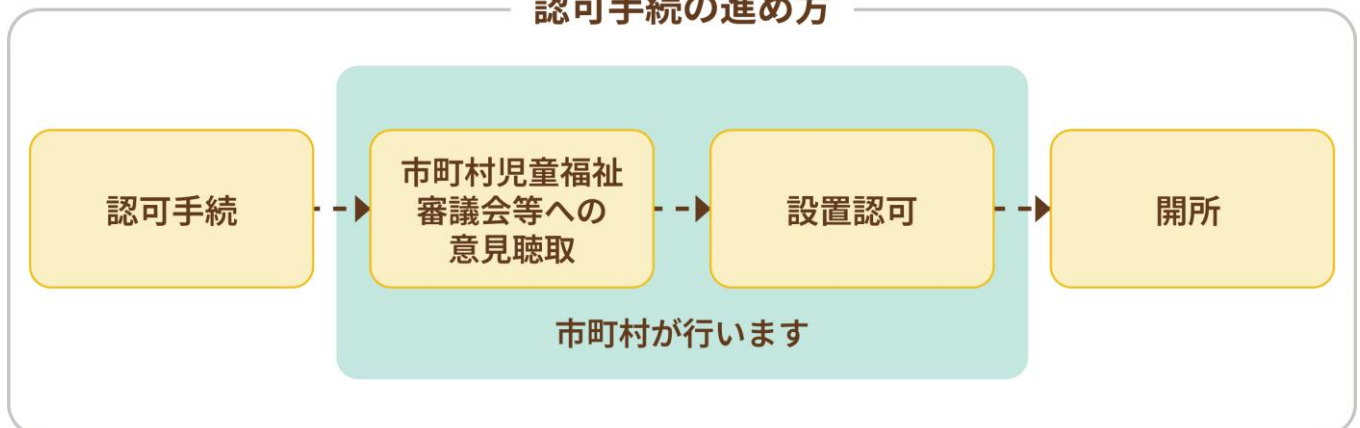 認可手続の進め方
認可手続
市町村児童福祉
審議会等への
意見聴取
設置認可
開所
市町村が行います